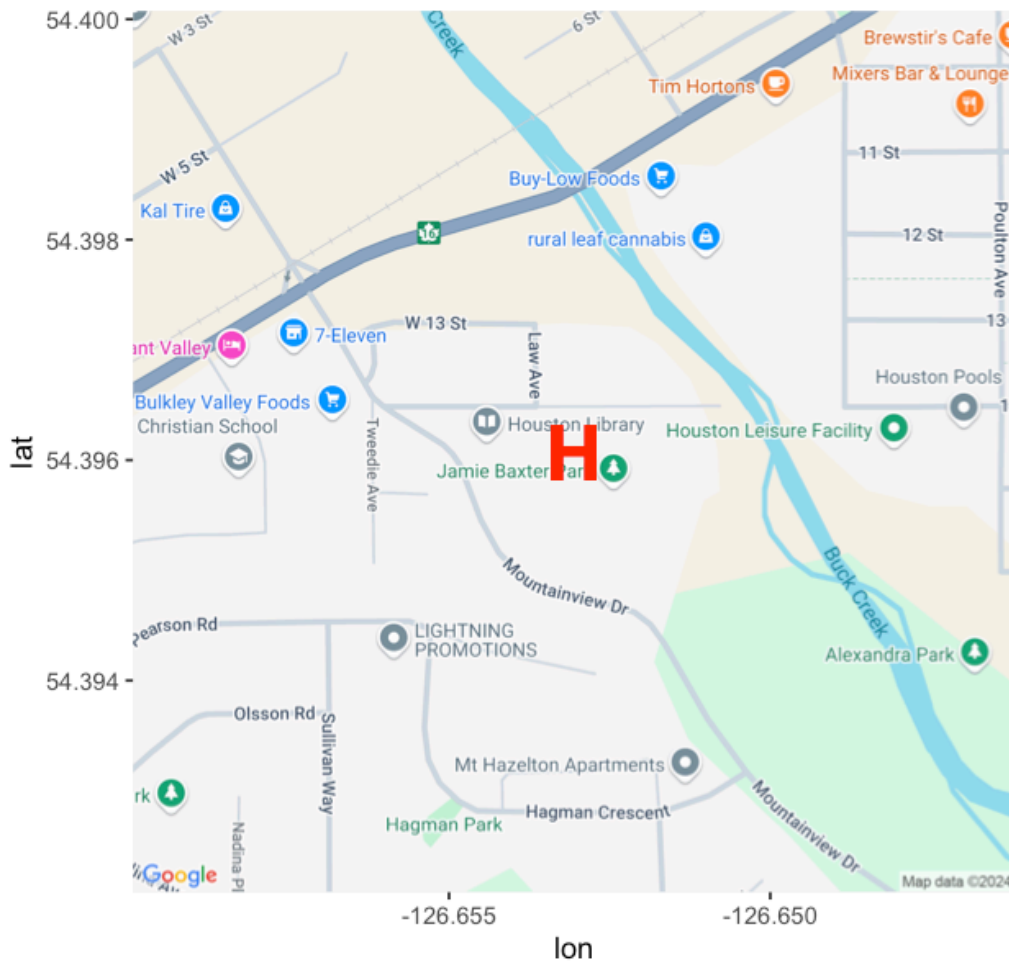 54.400
54.398
54.396
54.394
lat
W 3 St
Creek
6 St
Brewstir's Cafe
Tim Hortons
Mixers Bar & Lounge
W 5 St
11 St
Buy-Low Foods
Kal Tire
16
rural leaf cannabis
12 St
Poulton Ave
7-Eleven
W 13 St
13
ant Valley
Law Ave
Houston Pools
Bulkley Valley Foods
Christian School
Houston Library
Houston Leisure Facility
1
H
Jamie Baxter Park
Tweedie Ave
Mountainview Dr
Buck Creek
Pearson Rd
LIGHTNING
PROMOTIONS
Alexandra Park
Olsson Rd
Sullivan Way
Mt Hazelton Apartments
rk
Hagman Crescent
Mountainview Dr
Hagman Park
Nadina Pl
Google
Map data ©2024
-126.655
-126.650
lon